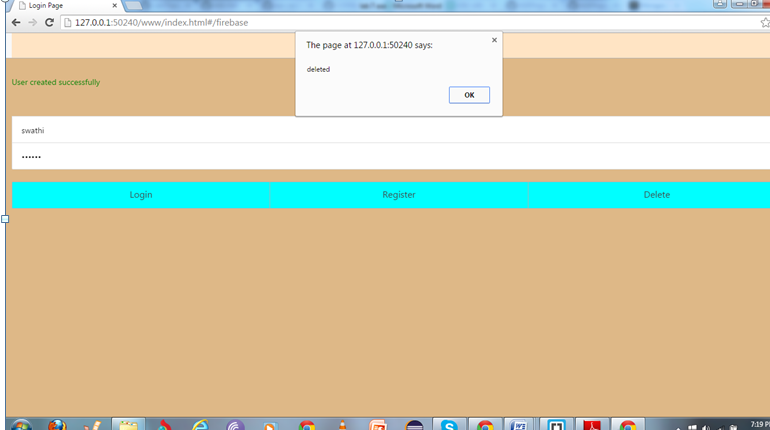 Login Page
127.0.0.1:50240/www/index.html#/firebase
The page at 127.0.0.1:50240 says:
deleted
OK
User created successfully
swathi
••••••
Login Register Delete
7:19 P